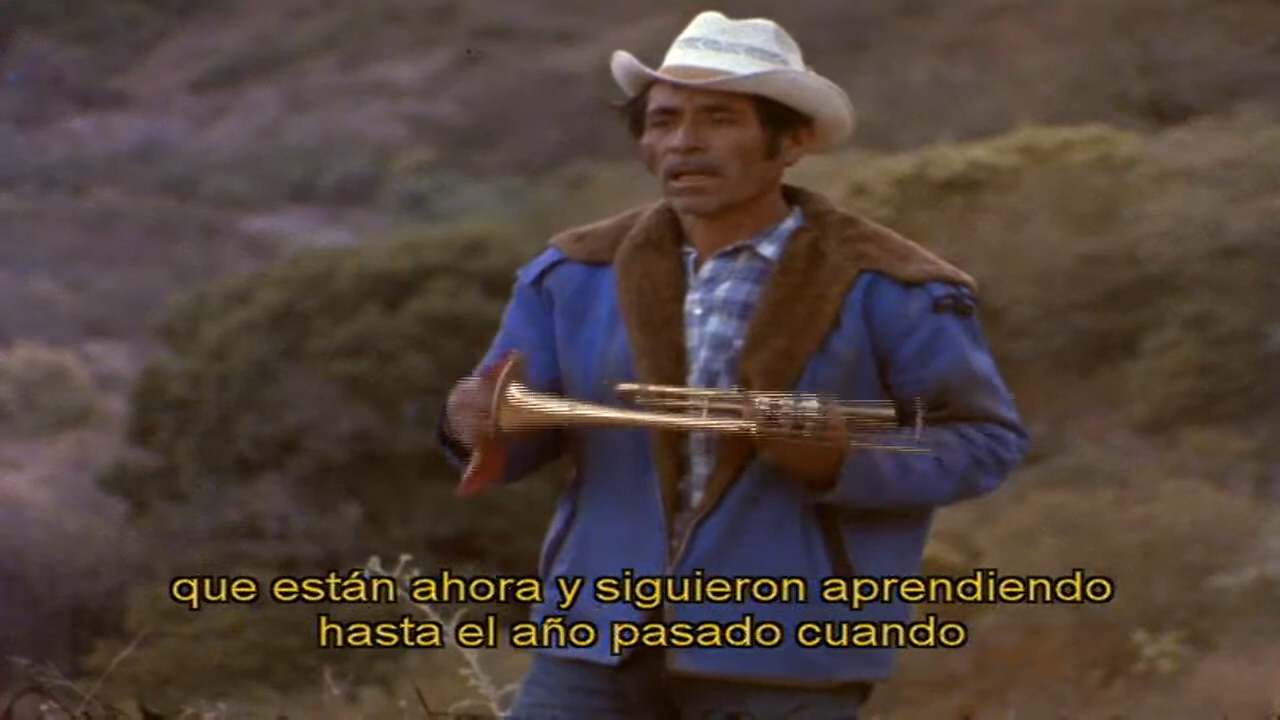 que están ahora y siguieron aprendiendo
hasta el año pasado cuando